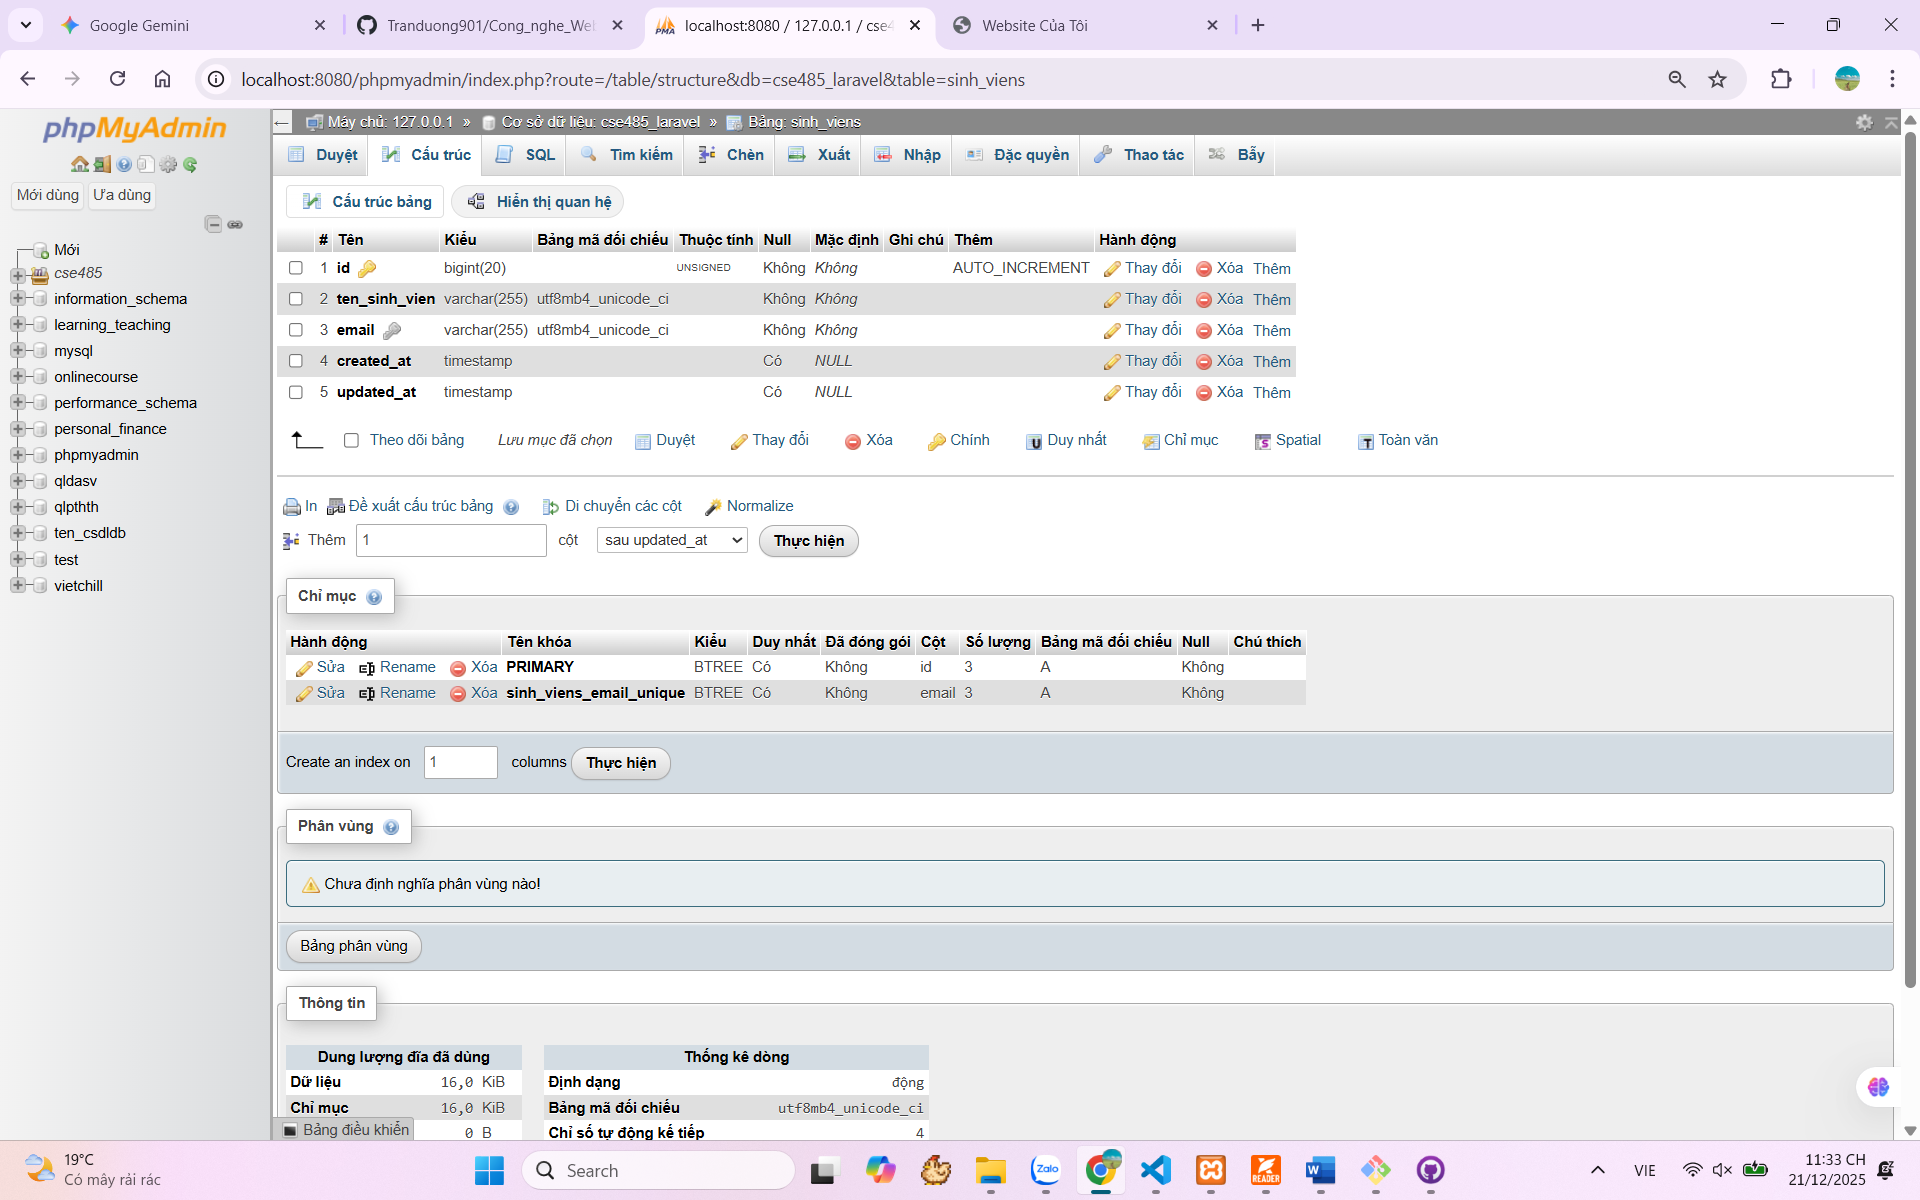 Google Gemini
Tranduong901/Cong_nghe_Web
localhost:8080 / 127.0.0.1 / cse4
Website Của Tôi
localhost:8080/phpmyadmin/index.php?route=/table/structure&db=cse485_laravel&table=sinh_viens
phpMyAdmin
Mới dùng Ưa dùng
Mới
cse485
information_schema
learning_teaching
mysql
onlinecourse
performance_schema
personal_finance
phpmyadmin
qldasv
qlpthth
ten_csdldb
test
vietchill
Máy chủ: 127.0.0.1 » Cơ sở dữ liệu: cse485_laravel » Bảng: sinh_viens
Duyệt Cấu trúc SQL Tìm kiếm Chèn Xuất Nhập Đặc quyền Thao tác Bẫy
Cấu trúc bảng Hiển thị quan hệ
# Tên Kiểu Bảng mã đối chiếu Thuộc tính Null Mặc định Ghi chú Thêm Hành động
1 id bigint(20) UNSIGNED Không Không AUTO_INCREMENT Thay đổi Xóa Thêm
2 ten_sinh_vien varchar(255) utf8mb4_unicode_ci Không Không Thay đổi Xóa Thêm
3 email varchar(255) utf8mb4_unicode_ci Không Không Thay đổi Xóa Thêm
4 created_at timestamp Có NULL Thay đổi Xóa Thêm
5 updated_at timestamp Có NULL Thay đổi Xóa Thêm
Theo dõi bảng Lưu mục đã chọn Duyệt Thay đổi Xóa Chính U Duy nhất Chỉ mục S Spatial T Toàn văn
In Đề xuất cấu trúc bảng Di chuyển các cột Normalize
Thêm 1 cột sau updated_at Thực hiện
Chỉ mục
Hành động Tên khóa Kiểu Duy nhất Đã đóng gói Cột Số lượng Bảng mã đối chiếu Null Chú thích
Sửa Rename Xóa PRIMARY BTREE Có Không id 3 A Không
Sửa Rename Xóa sinh_viens_email_unique BTREE Có Không email 3 A Không
Create an index on 1 columns Thực hiện
Phân vùng
Chưa định nghĩa phân vùng nào!
Bảng phân vùng
Thông tin
Dung lượng đĩa đã dùng
Dữ liệu 16,0 KiB
Chỉ mục 16,0 KiB
0 B
Thống kê dòng
Định dạng động
Bảng mã đối chiếu utf8mb4_unicode_ci
Chỉ số tự động kế tiếp 4
Bảng điều khiển
19°C
Có mây rải rác
Search
Zalo
READER
VIE
11:33 CH
21/12/2025